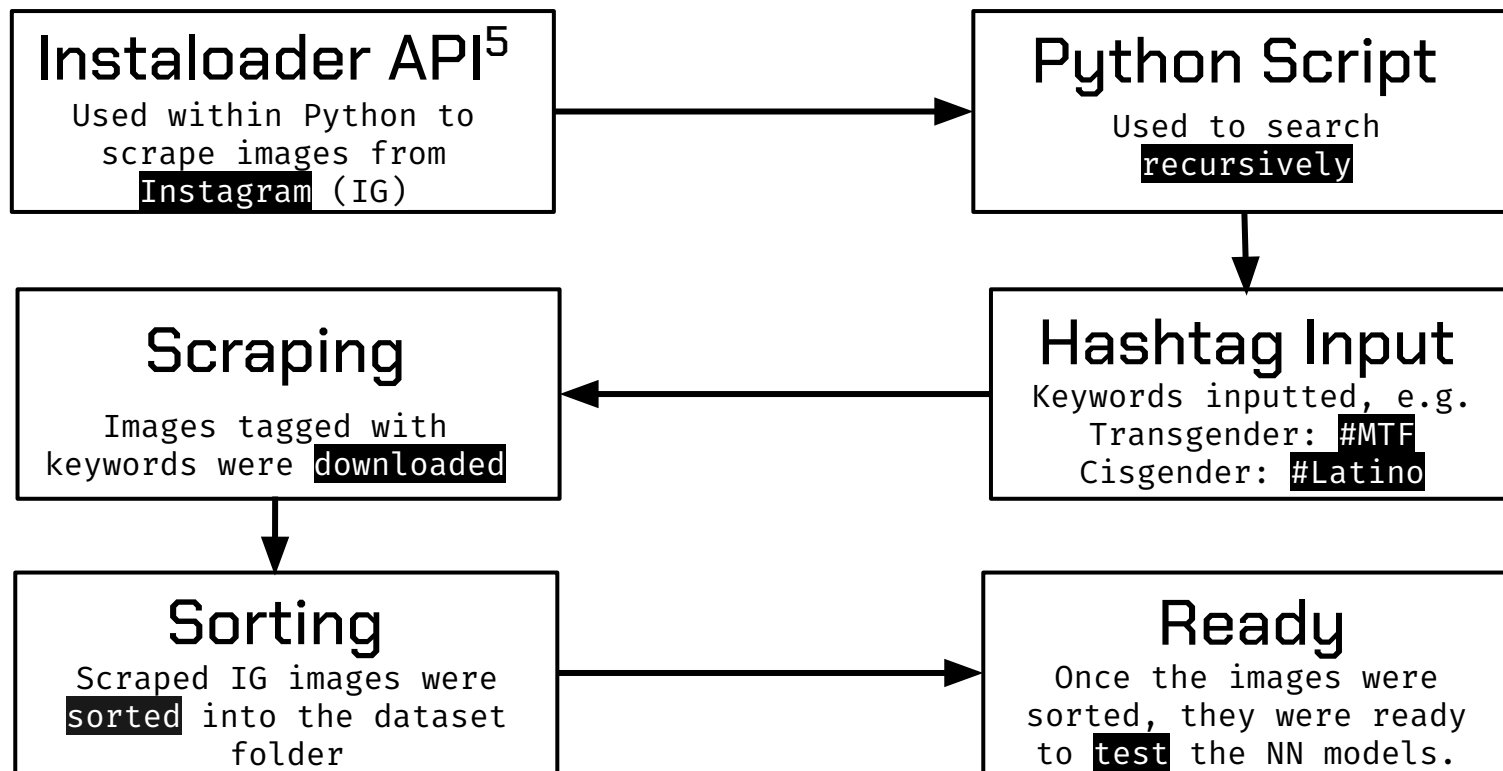 Instaloader API⁵
Used within Python to
scrape images from
Instagram (IG)
Python Script
Used to search
recursively
Hashtag Input
Keywords inputted, e.g.
Transgender: #MTF
Cisgender: #Latino
Scraping
Images tagged with
keywords were downloaded
Sorting
Scraped IG images were
sorted into the dataset
folder
Ready
Once the images were
sorted, they were ready
to test the NN models.